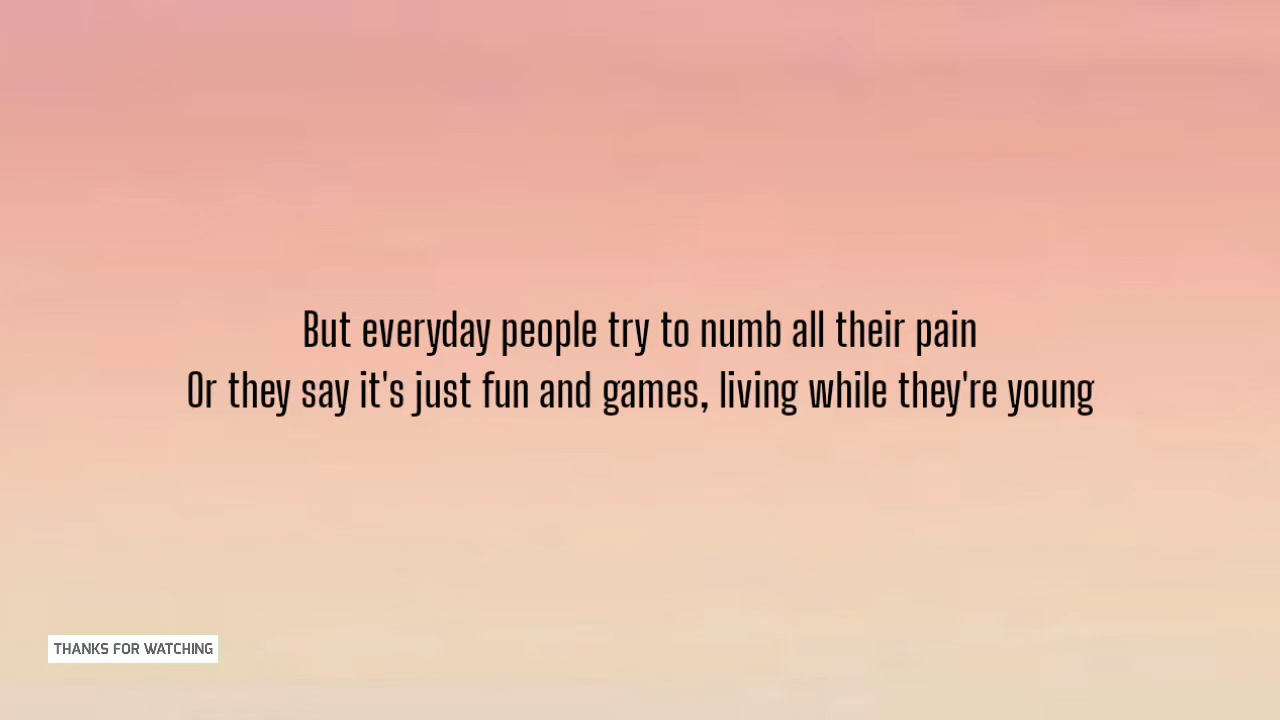 But everyday people try to numb all their pain
Or they say it's just fun and games, living while they're young
THANKS FOR WATCHING